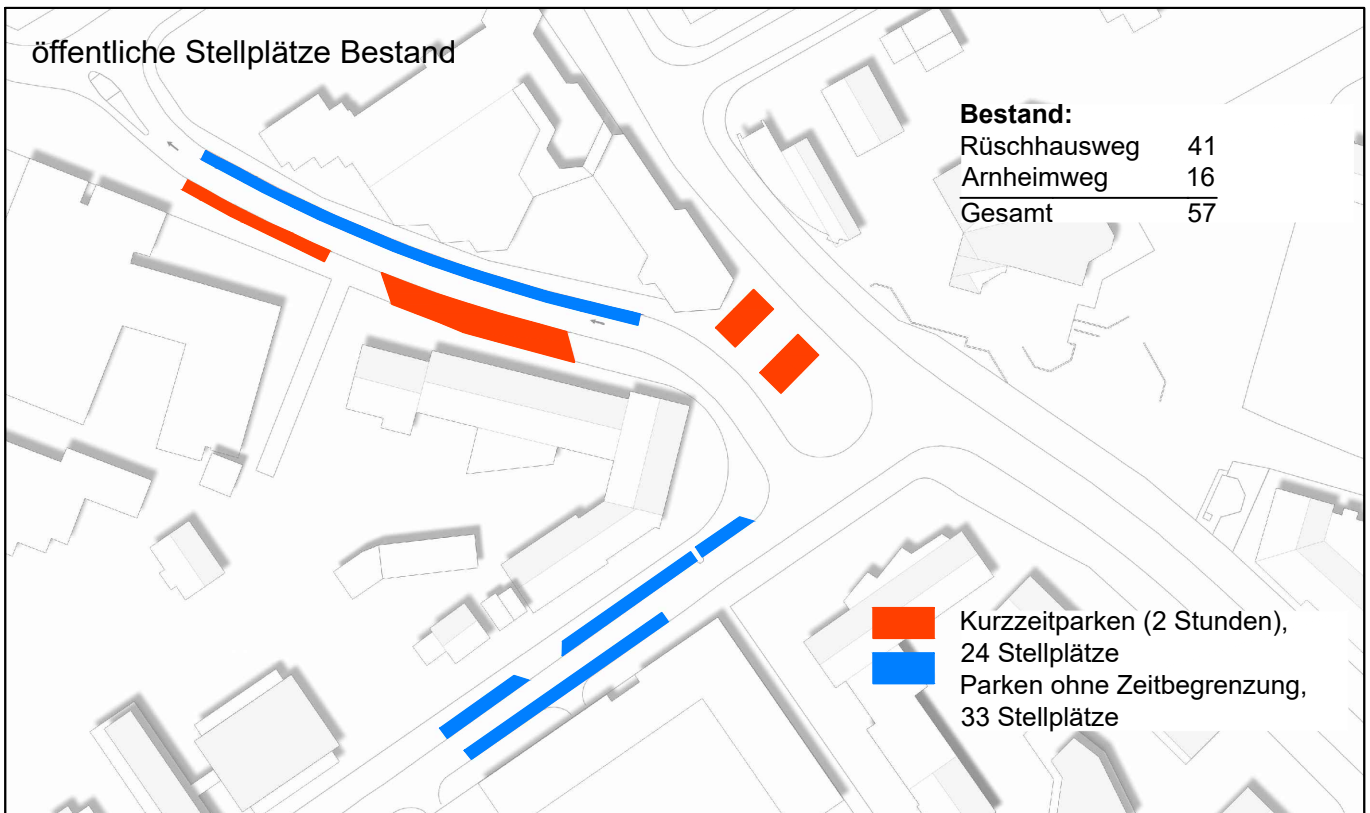 öffentliche Stellplätze Bestand
Bestand:
Rüschhausweg 41
Arnheimweg 16
Gesamt 57
Kurzzeitparken (2 Stunden),
24 Stellplätze
Parken ohne Zeitbegrenzung,
33 Stellplätze